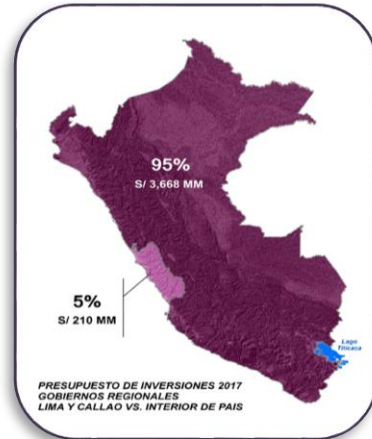 95%
S/ 3,668 MM
5%
S/ 210 MM
Lago
Titicaca
PRESUPUESTO DE INVERSIONES 2017
GOBIERNOS REGIONALES
LIMA Y CALLAO VS. INTERIOR DE PAIS